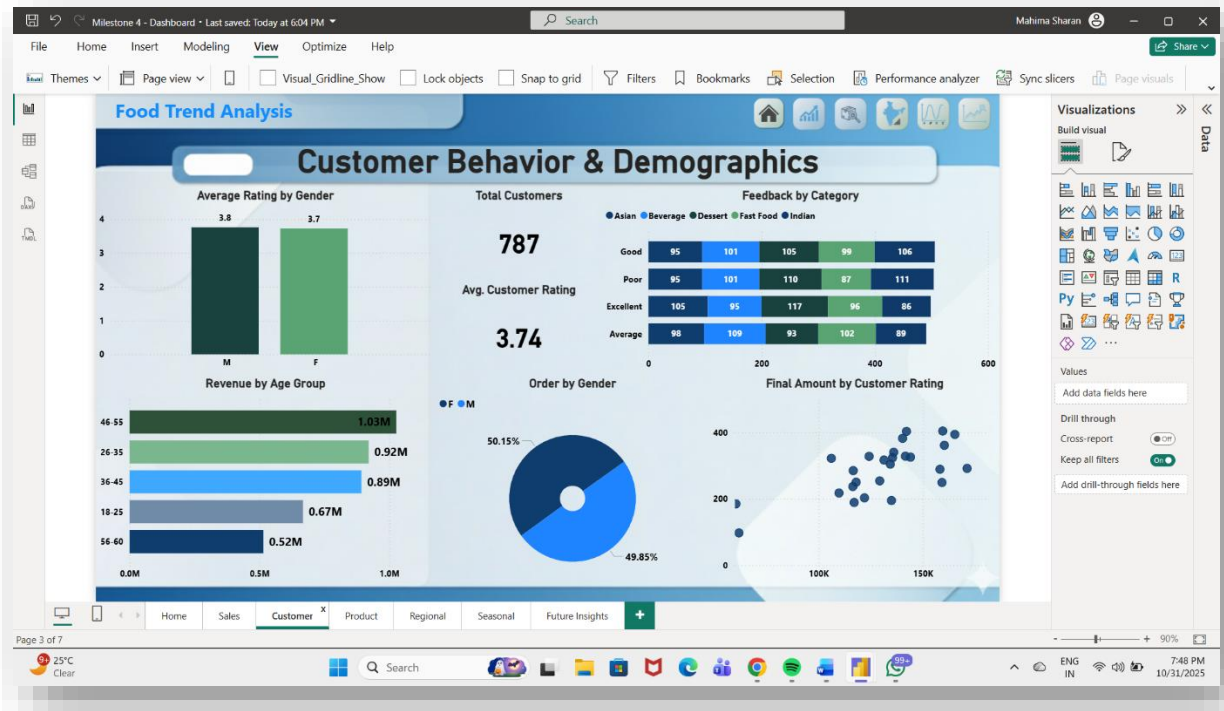 Milestone 4 - Dashboard • Last saved: Today at 6:04 PM
Search
Mahima Sharan
File Home Insert Modeling View Optimize Help
Share
Themes Page view Visual_Gridline_Show Lock objects Snap to grid Filters Bookmarks Selection Performance analyzer Sync slicers Page visuals
Food Trend Analysis
Customer Behavior & Demographics
Average Rating by Gender
4
3
2
1
0
3.8 3.7
M F
Total Customers
787
Avg. Customer Rating
3.74
Feedback by Category
Asian Beverage Dessert Fast Food Indian
Good 95 101 105 99 106
Poor 95 101 110 87 111
Excellent 105 95 117 96 86
Average 98 109 93 102 89
0 200 400 600
Revenue by Age Group
46-55 1.03M
26-35 0.92M
36-45 0.89M
18-25 0.67M
56-60 0.52M
0.0M 0.5M 1.0M
Order by Gender
F M
50.15%
49.85%
Final Amount by Customer Rating
400
200
0
100K 150K
Visualizations
Build visual
Data
123
R
Py
Values
Add data fields here
Drill through
Cross-report Off
Keep all filters On
Add drill-through fields here
Home Sales Customer x Product Regional Seasonal Future Insights +
Page 3 of 7
- + 90%
25°C
Clear
Search
99+
ENG
IN
7:48 PM
10/31/2025